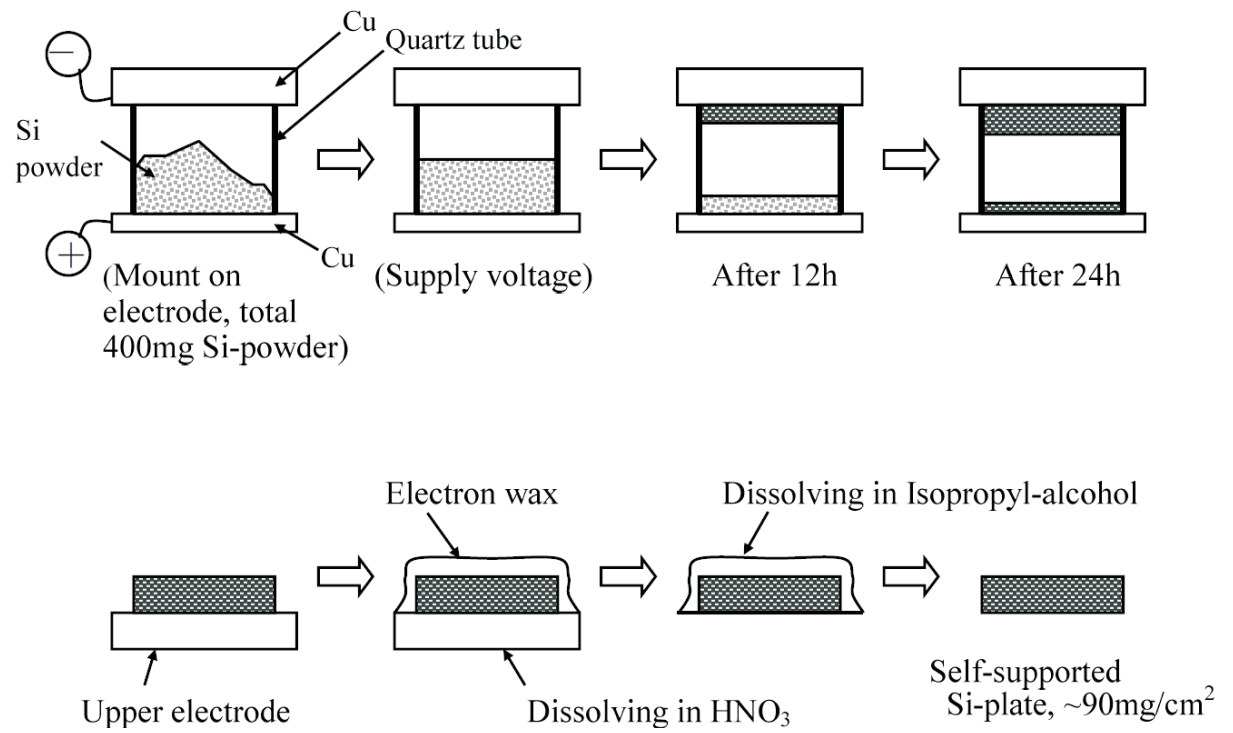 Cu
Quartz tube
−
Si
powder
+
Cu
(Mount on
electrode, total
400mg Si-powder)
(Supply voltage)
After 12h
After 24h
Electron wax
Dissolving in Isopropyl-alcohol
Upper electrode
Dissolving in HNO₃
Self-supported
Si-plate, ~90mg/cm²